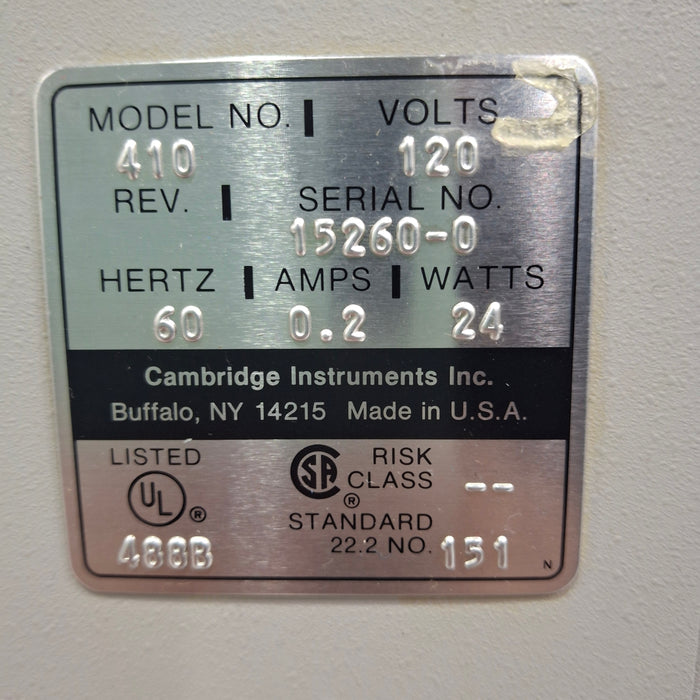 MODEL NO. | VOLTS
410 120
REV. | SERIAL NO.
15260-0
HERTZ | AMPS | WATTS
60 0.2 24
Cambridge Instruments Inc.
Buffalo, NY 14215 Made in U.S.A.
LISTED
UL ®
488B
SA ® RISK
CLASS --
STANDARD
22.2 NO. 151
N